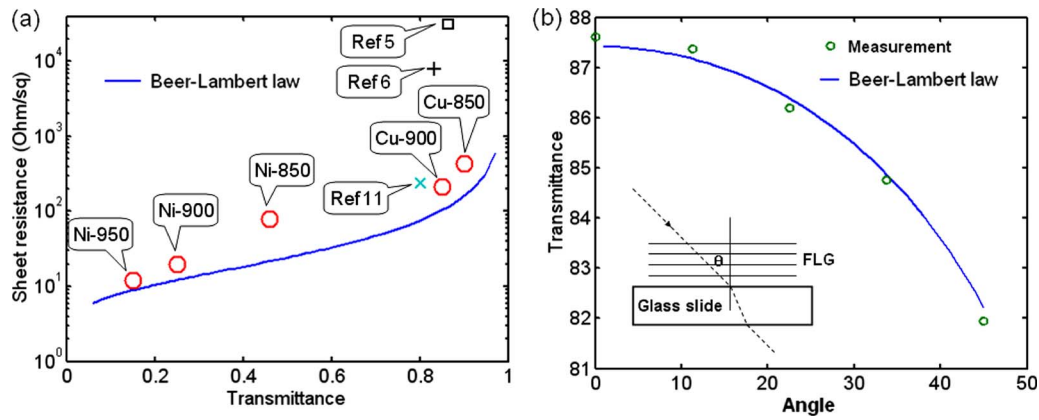 (a)
Sheet resistance (Ohm/sq)
10^4
10^3
10^2
10^1
10^0
0 0.2 0.4 0.6 0.8 1
Transmittance
Beer-Lambert law
Ref 5
Ref 6
Cu-850
Cu-900
Ni-850
Ref 11
Ni-900
Ni-950
(b)
Transmittance
88
87
86
85
84
83
82
81
0 10 20 30 40 50
Angle
Measurement
Beer-Lambert law
θ
FLG
Glass slide